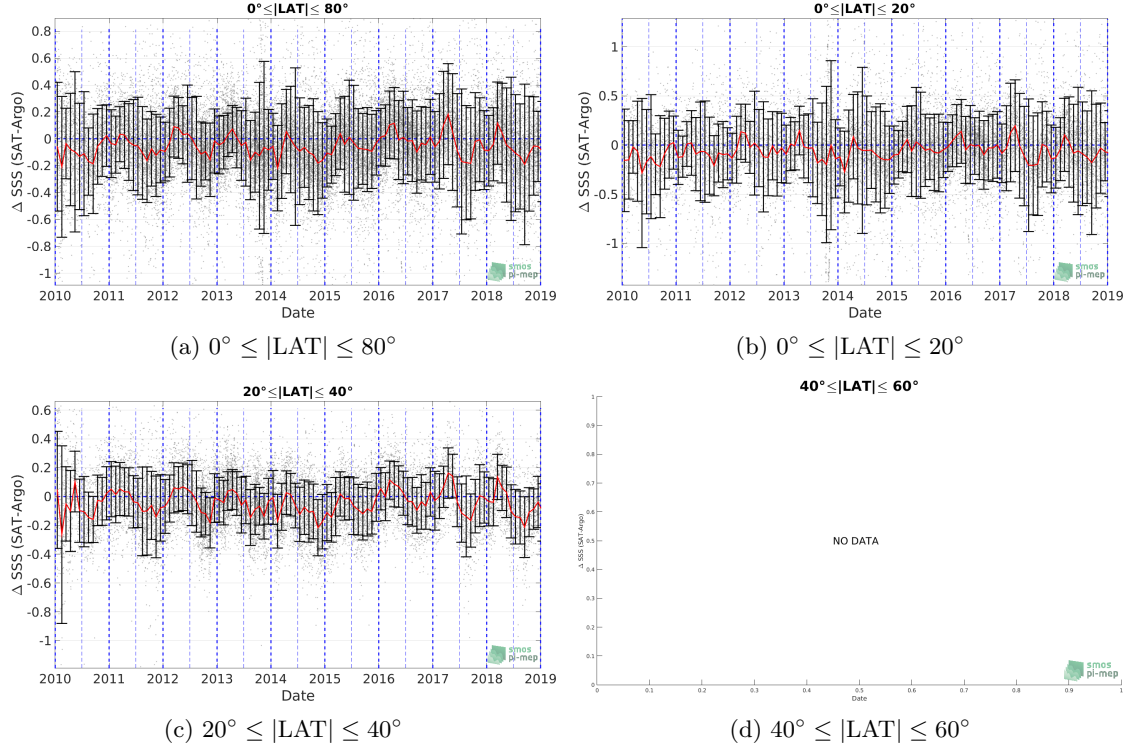 0°≤|LAT|≤ 80°
Δ SSS (SAT-Argo)
0.8
0.6
0.4
0.2
0
-0.2
-0.4
-0.6
-0.8
-1
2010 2011 2012 2013 2014 2015 2016 2017 2018 2019
Date
smos
pi-mep
(a) 0° ≤ |LAT| ≤ 80°
0°≤|LAT|≤ 20°
Δ SSS (SAT-Argo)
1
0.5
0
-0.5
-1
2010 2011 2012 2013 2014 2015 2016 2017 2018 2019
Date
smos
pi-mep
(b) 0° ≤ |LAT| ≤ 20°
20°≤|LAT|≤ 40°
Δ SSS (SAT-Argo)
0.6
0.4
0.2
0
-0.2
-0.4
-0.6
-0.8
-1
2010 2011 2012 2013 2014 2015 2016 2017 2018 2019
Date
smos
pi-mep
(c) 20° ≤ |LAT| ≤ 40°
40°≤|LAT|≤ 60°
Δ SSS (SAT-Argo)
1
0.9
0.8
0.7
0.6
0.5
0.4
0.3
0.2
0.1
0
NO DATA
0 0.1 0.2 0.3 0.4 0.5 0.6 0.7 0.8 0.9 1
Date
smos
pi-mep
(d) 40° ≤ |LAT| ≤ 60°